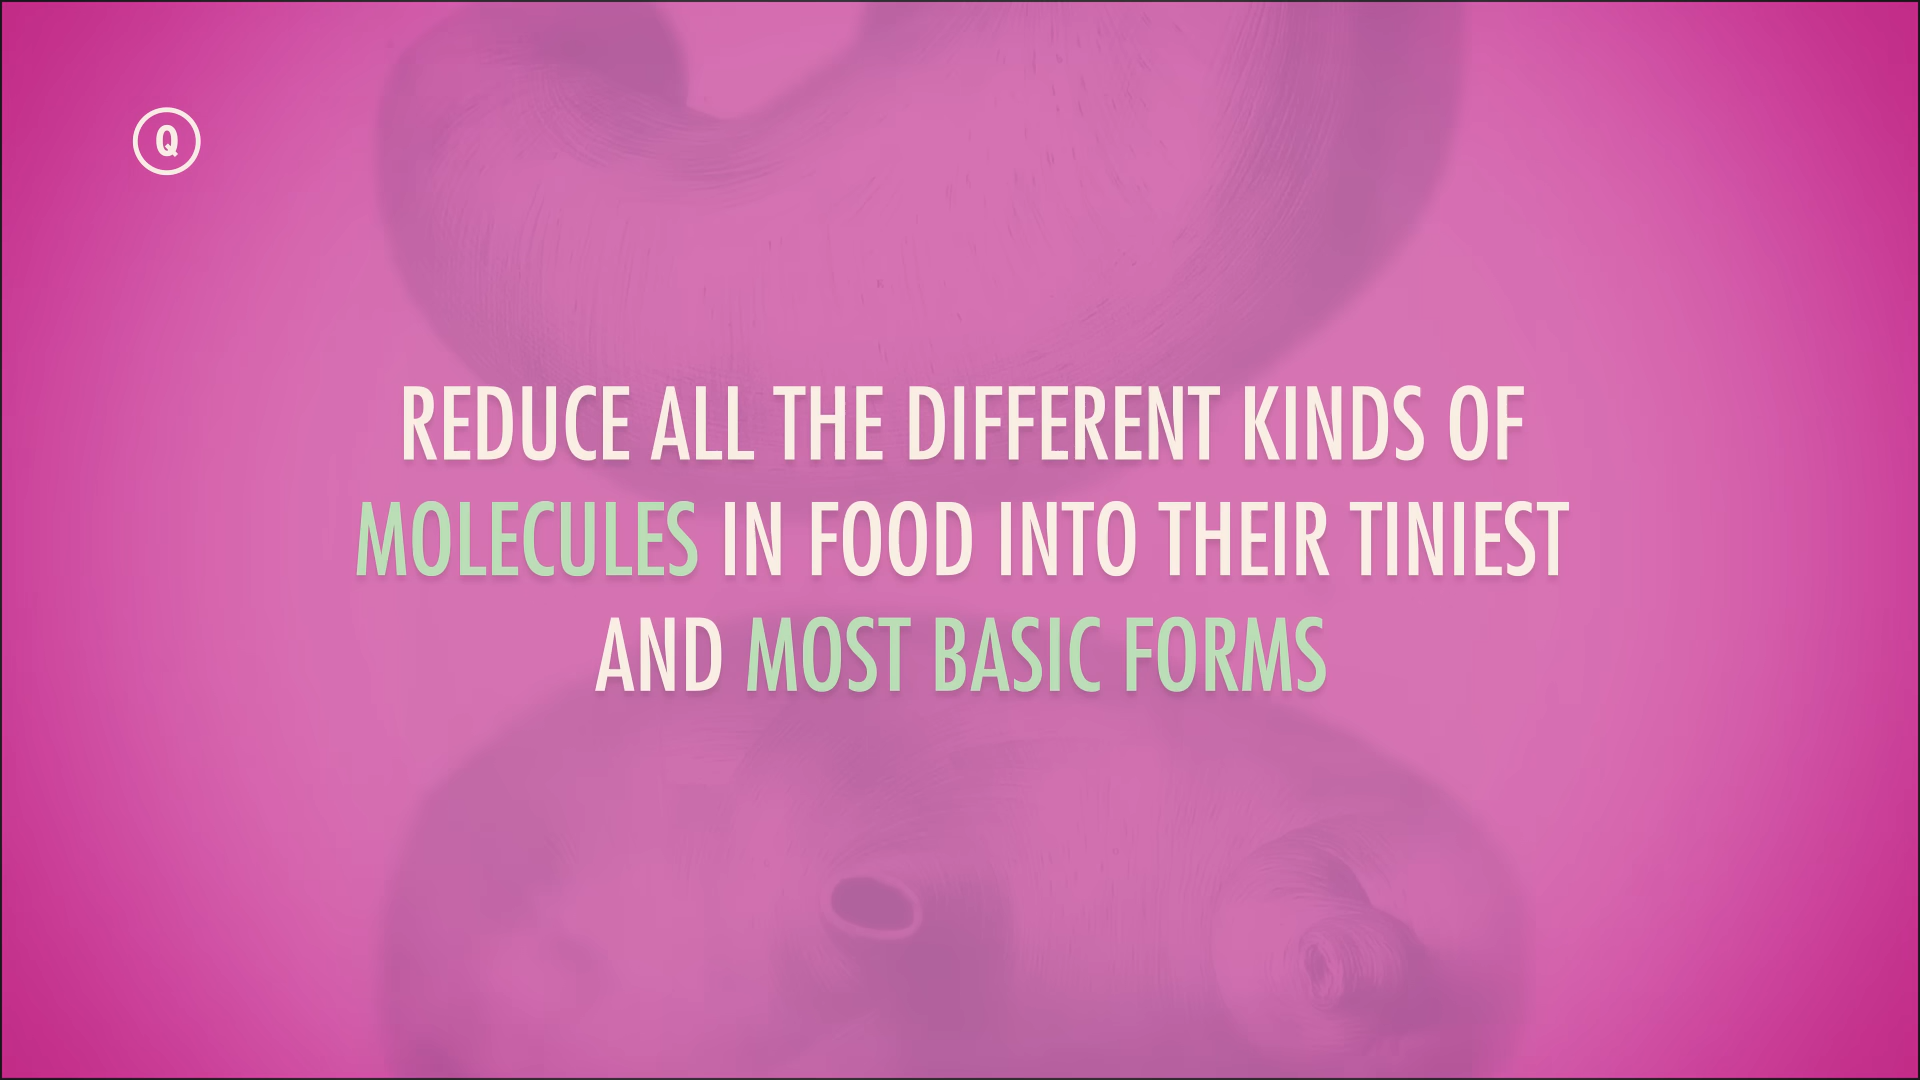 Q
REDUCE ALL THE DIFFERENT KINDS OF
MOLECULES IN FOOD INTO THEIR TINIEST
AND MOST BASIC FORMS